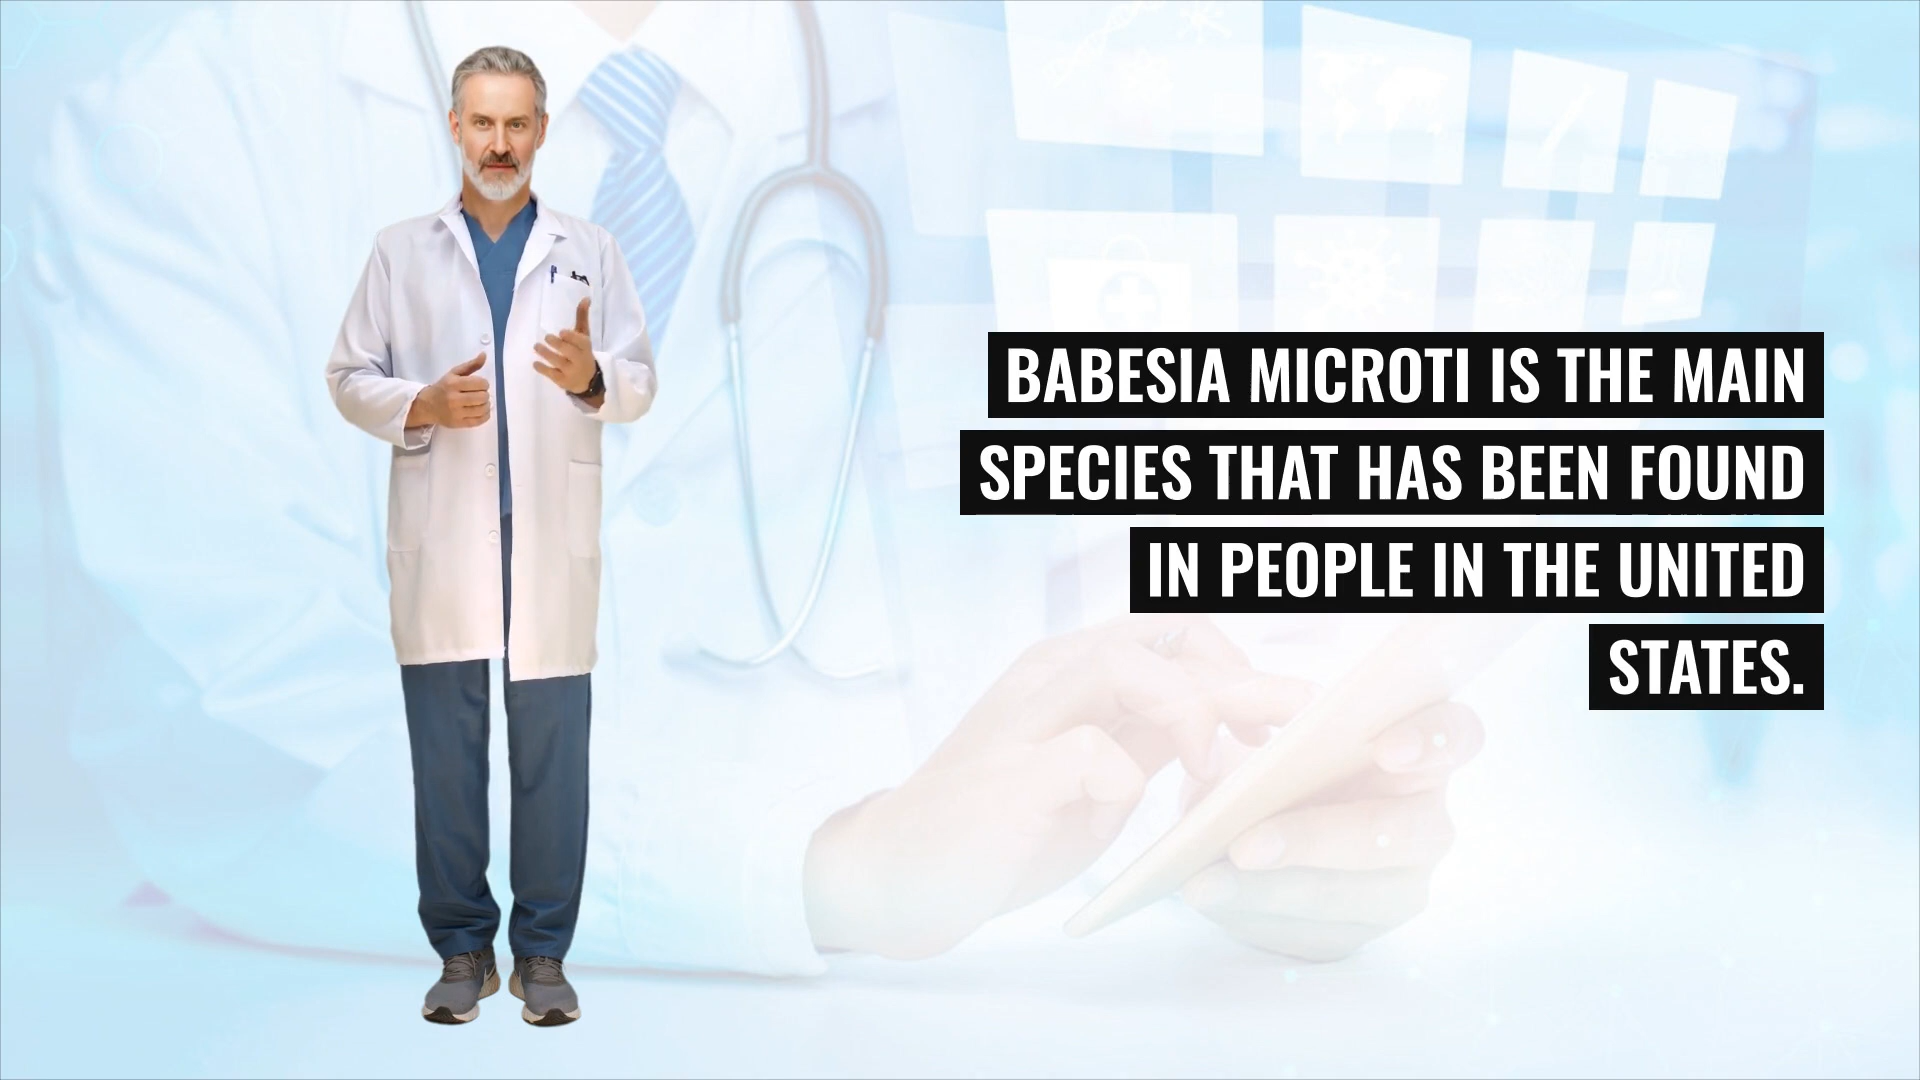 BABESIA MICROTI IS THE MAIN
SPECIES THAT HAS BEEN FOUND
IN PEOPLE IN THE UNITED
STATES.